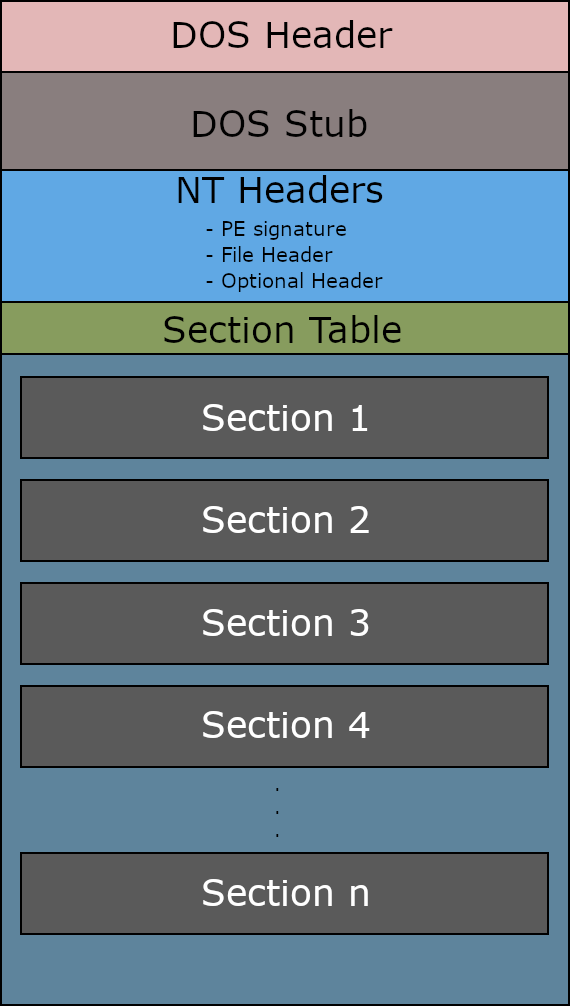 DOS Header
DOS Stub
NT Headers
- PE signature
- File Header
- Optional Header
Section Table
Section 1
Section 2
Section 3
Section 4
.
.
.
Section n